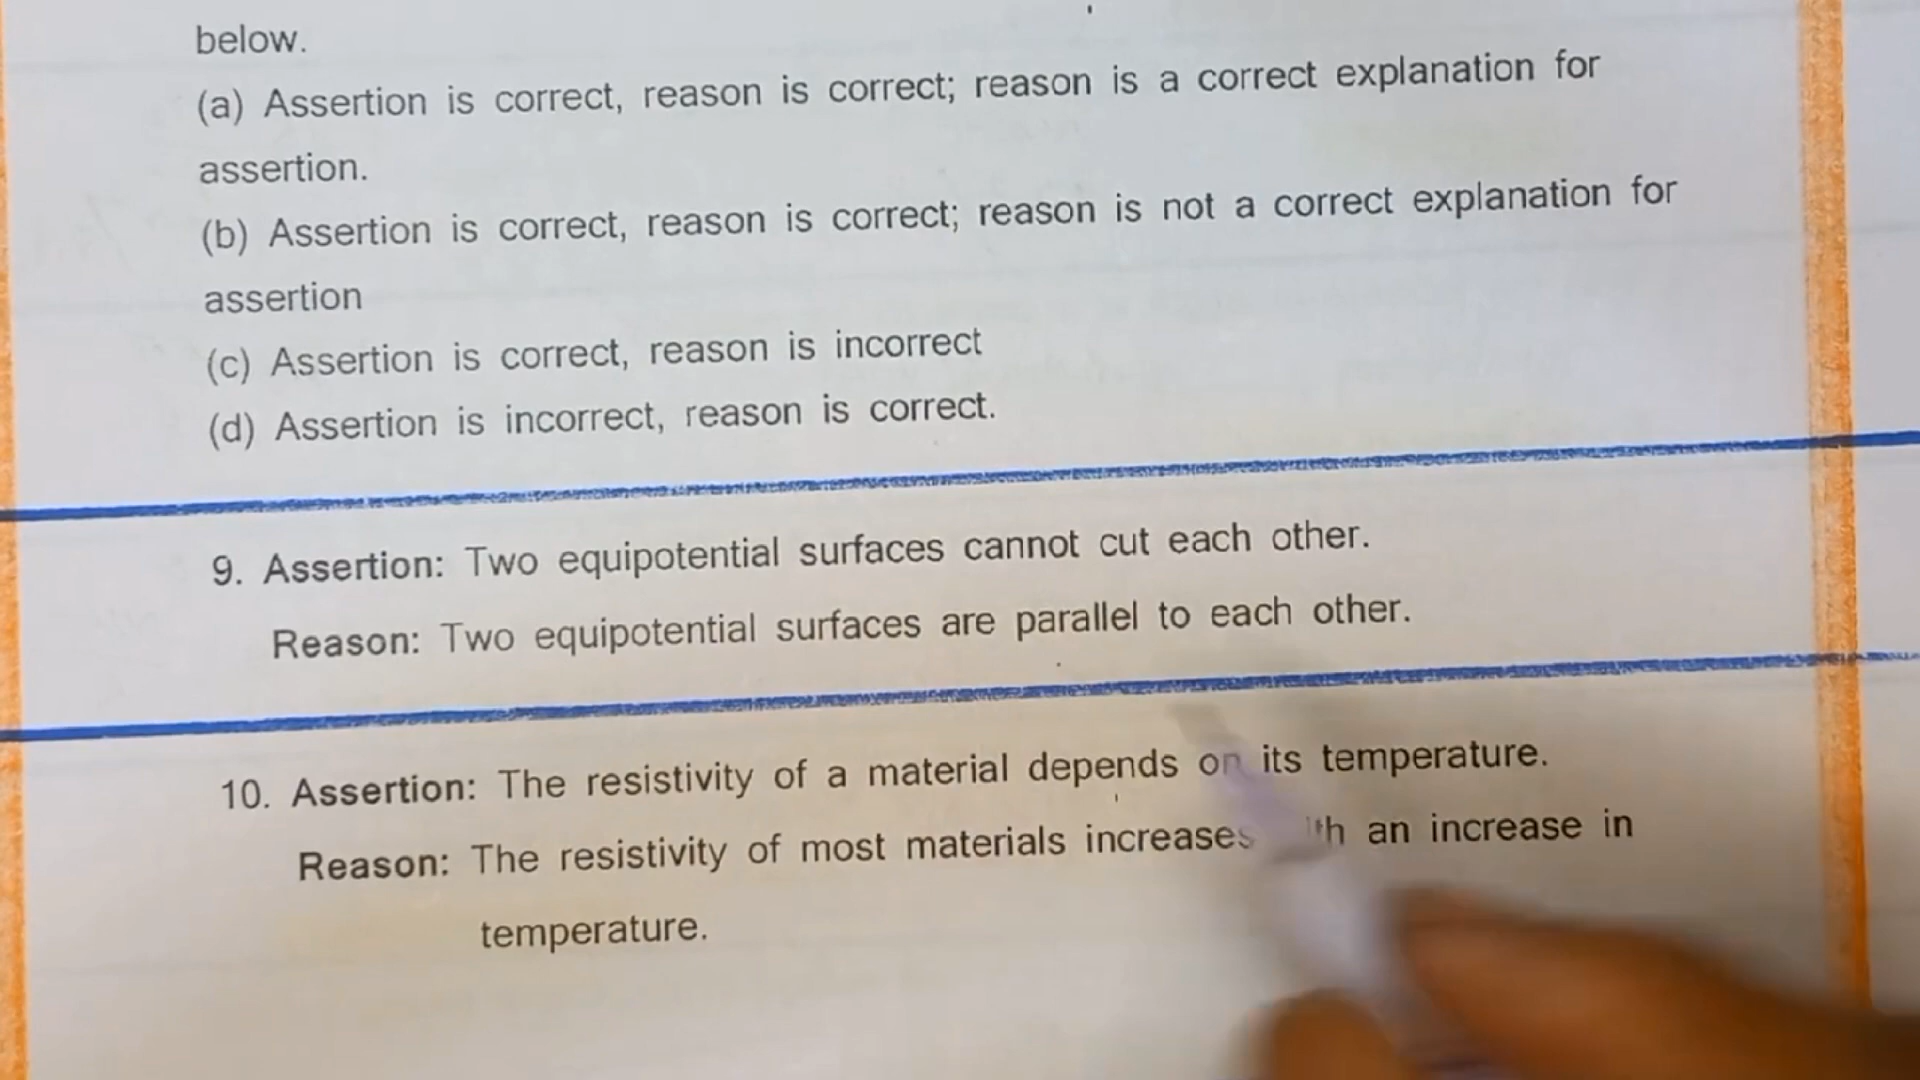 below.
(a) Assertion is correct, reason is correct; reason is a correct explanation for
assertion.
(b) Assertion is correct, reason is correct; reason is not a correct explanation for
assertion
(c) Assertion is correct, reason is incorrect
(d) Assertion is incorrect, reason is correct.
9. Assertion: Two equipotential surfaces cannot cut each other.
Reason: Two equipotential surfaces are parallel to each other.
10. Assertion: The resistivity of a material depends on its temperature.
Reason: The resistivity of most materials increases an increase in
temperature.